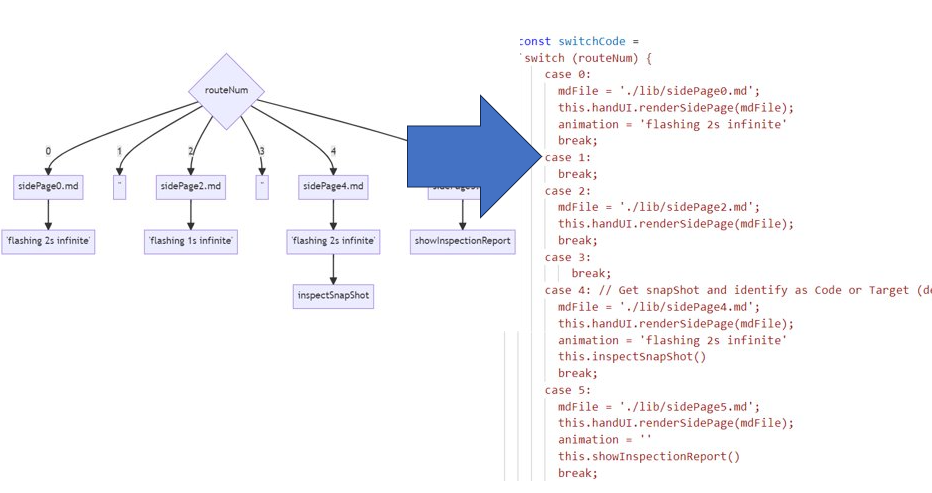 routeNum
0
1
2
3
4
sidePage0.md
''
sidePage2.md
''
sidePage4.md
'flashing 2s infinite'
'flashing 1s infinite'
'flashing 2s infinite'
showInspectionReport
inspectSnapShot
const switchCode =
`switch (routeNum) {
case 0:
mdFile = './lib/sidePage0.md';
this.handUI.renderSidePage(mdFile);
animation = 'flashing 2s infinite'
break;
case 1:
break;
case 2:
mdFile = './lib/sidePage2.md';
this.handUI.renderSidePage(mdFile);
break;
case 3:
break;
case 4: // Get snapShot and identify as Code or Target (de
mdFile = './lib/sidePage4.md';
this.handUI.renderSidePage(mdFile);
animation = 'flashing 2s infinite'
this.inspectSnapShot()
break;
case 5:
mdFile = './lib/sidePage5.md';
this.handUI.renderSidePage(mdFile);
animation = ''
this.showInspectionReport()
break;